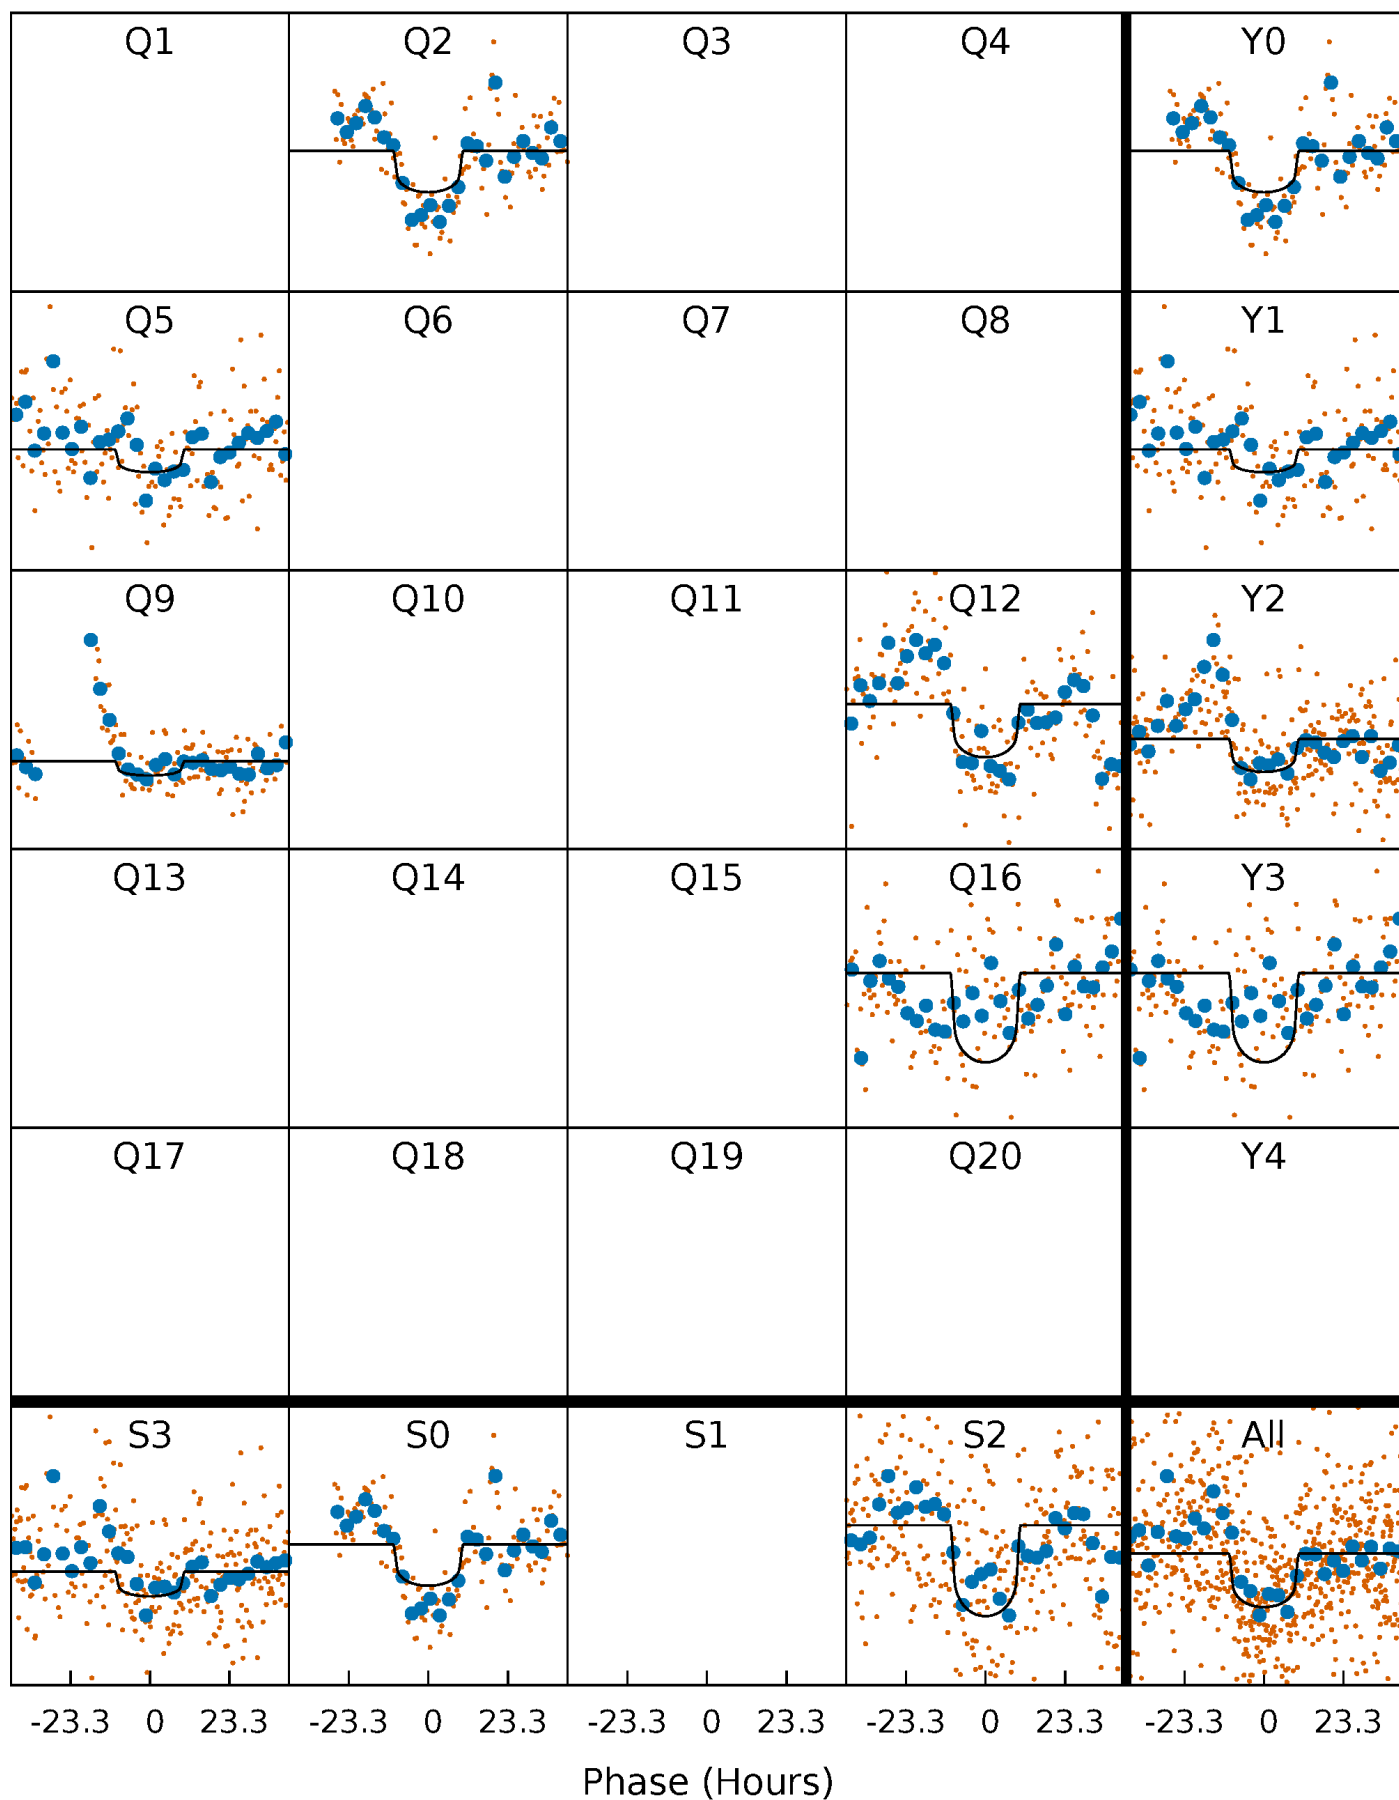 Q1 Q2 Q3 Q4 Y0
Q5 Q6 Q7 Q8 Y1
Q9 Q10 Q11 Q12 Y2
Q13 Q14 Q15 Q16 Y3
Q17 Q18 Q19 Q20 Y4
S3 S0 S1 S2 All
-23.3 0 23.3 -23.3 0 23.3 -23.3 0 23.3 -23.3 0 23.3 -23.3 0 23.3
Phase (Hours)